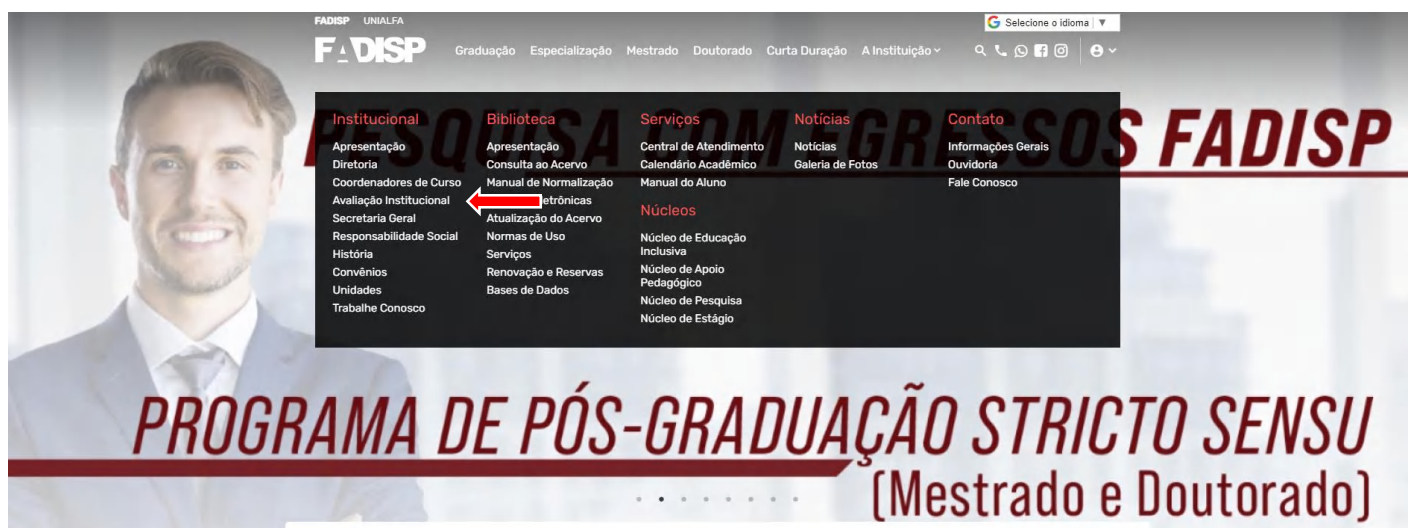 FADISP UNIALFA
Selecione o idioma ▼
FADISP
Graduação Especialização Mestrado Doutorado Curta Duração A Instituição
PESQUISA COM EGRESSOS FADISP
Institucional
Apresentação
Diretoria
Coordenadores de Curso
Avaliação Institucional
Secretaria Geral
Responsabilidade Social
História
Convênios
Unidades
Trabalhe Conosco
Biblioteca
Apresentação
Consulta ao Acervo
Manual de Normalização
Atualização do Acervo
Normas de Uso
Serviços
Renovação e Reservas
Bases de Dados
Serviços
Central de Atendimento
Calendário Acadêmico
Manual do Aluno
Núcleos
Núcleo de Educação
Inclusiva
Núcleo de Apoio
Pedagógico
Núcleo de Pesquisa
Núcleo de Estágio
Notícias
Notícias
Galeria de Fotos
Contato
Informações Gerais
Ouvidoria
Fale Conosco
PROGRAMA DE PÓS-GRADUAÇÃO STRICTO SENSU
(Mestrado e Doutorado)